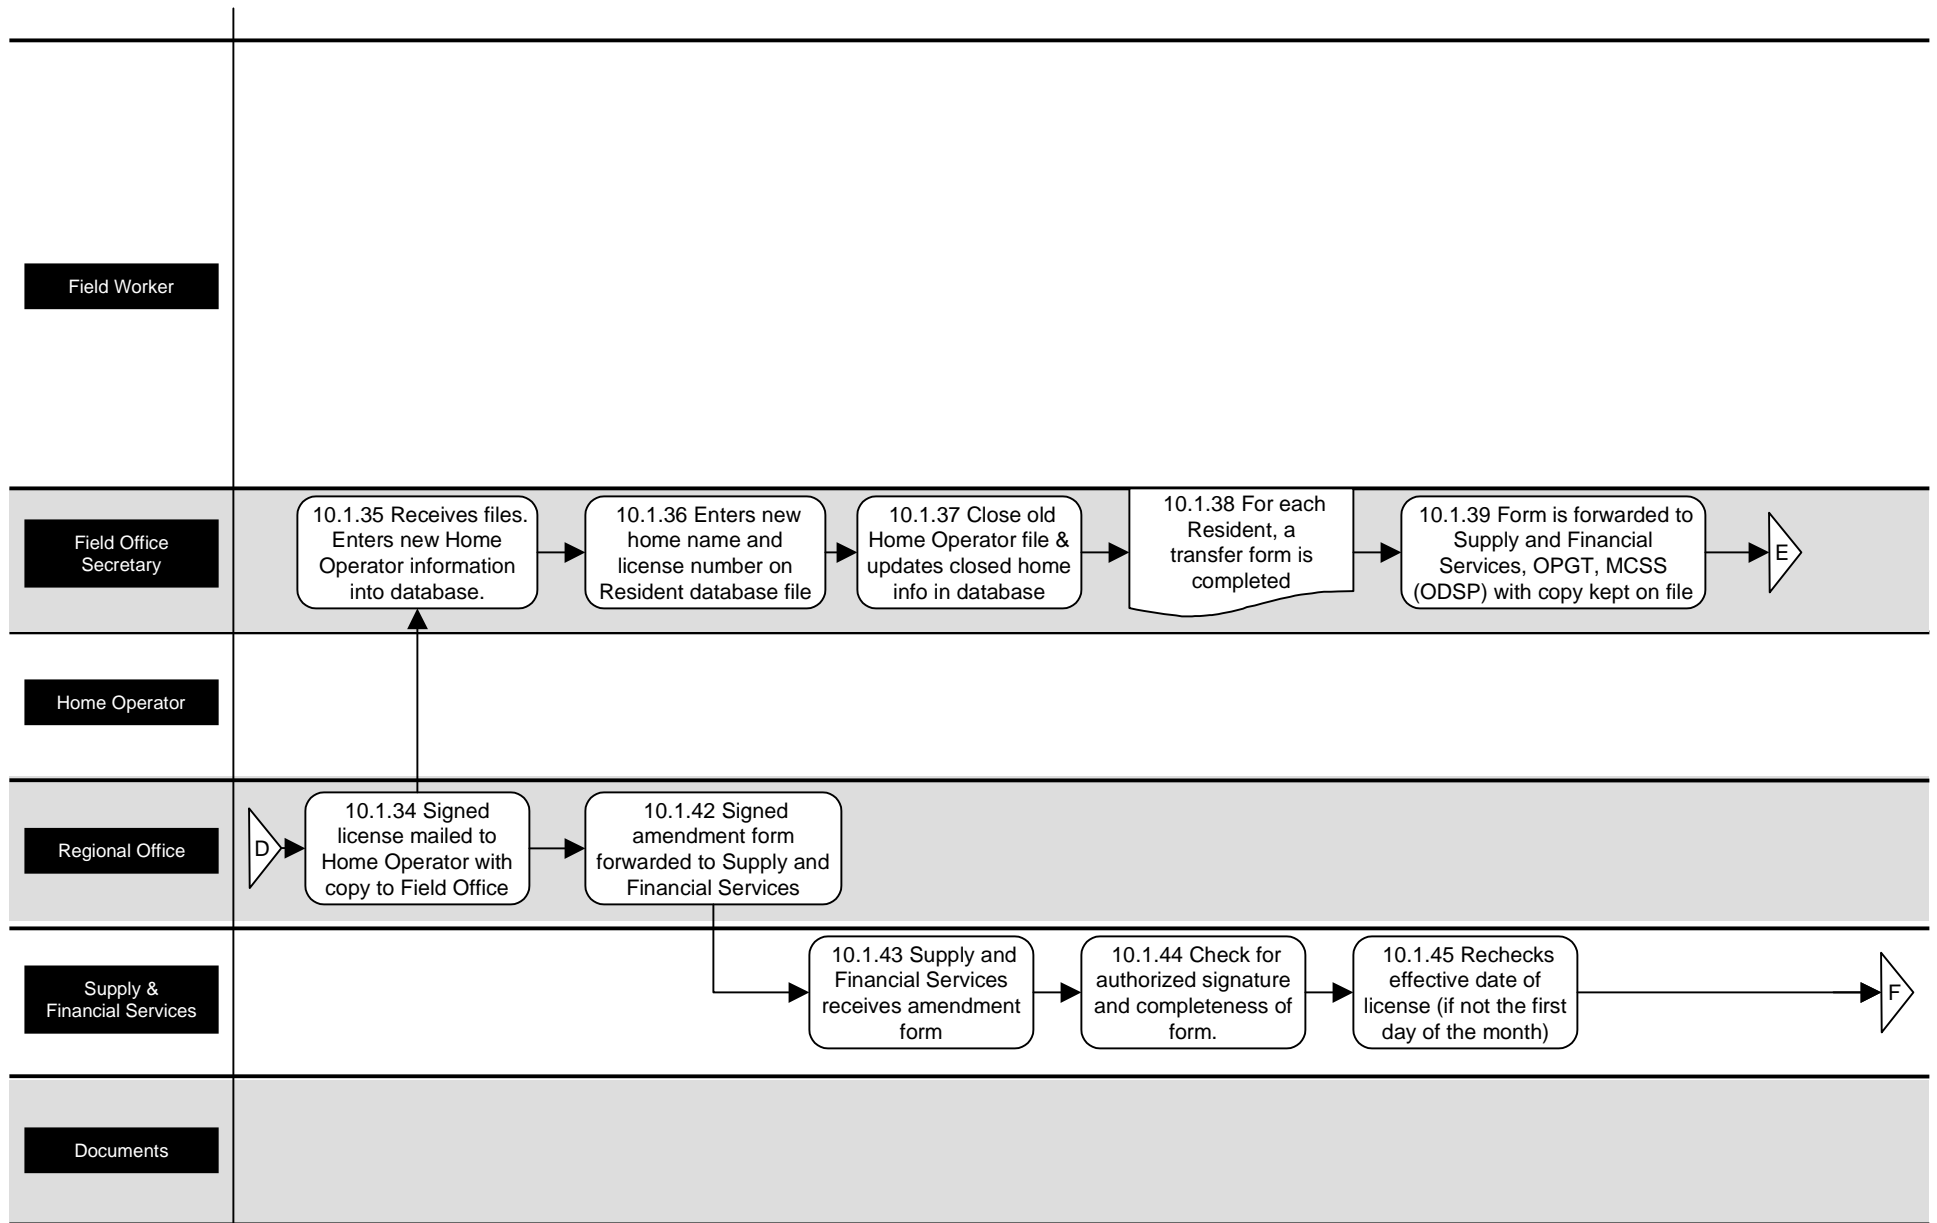 Field Worker
Field Office
Secretary
10.1.35 Receives files.
Enters new Home
Operator information
into database.
10.1.36 Enters new
home name and
license number on
Resident database file
10.1.37 Close old
Home Operator file &
updates closed home
info in database
10.1.38 For each
Resident, a
transfer form is
completed
10.1.39 Form is forwarded to
Supply and Financial
Services, OPGT, MCSS
(ODSP) with copy kept on file
E
Home Operator
Regional Office
D
10.1.34 Signed
license mailed to
Home Operator with
copy to Field Office
10.1.42 Signed
amendment form
forwarded to Supply and
Financial Services
Supply &
Financial Services
10.1.43 Supply and
Financial Services
receives amendment
form
10.1.44 Check for
authorized signature
and completeness of
form.
10.1.45 Rechecks
effective date of
license (if not the first
day of the month)
F
Documents